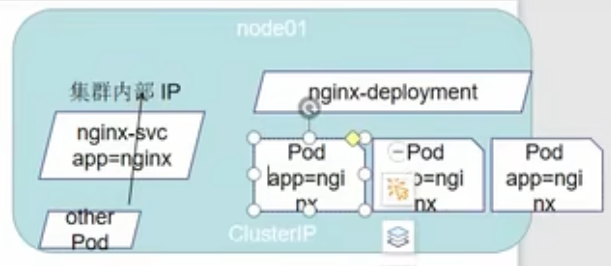 node01
集群内部 IP
nginx-deployment
nginx-svc
app=nginx
Pod
app=ngi
nx
Pod
p=ngi
nx
Pod
app=ngi
nx
other
Pod
ClusterIP